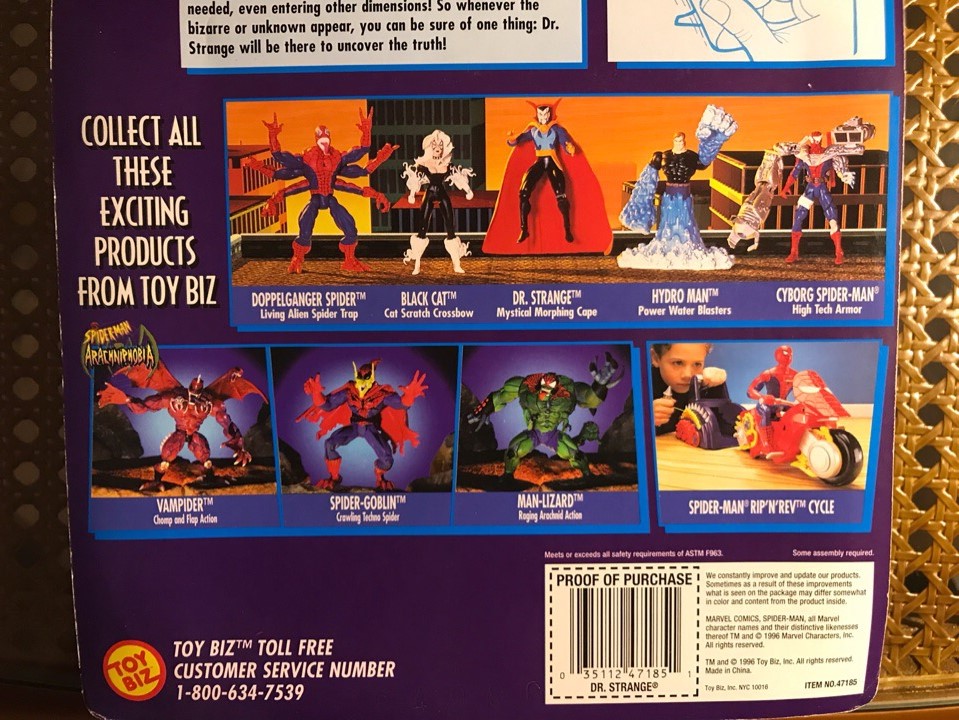 needed, even entering other dimensions! So whenever the
bizarre or unknown appear, you can be sure of one thing: Dr.
Strange will be there to uncover the truth!
COLLECT ALL
THESE
EXCITING
PRODUCTS
FROM TOY BIZ
DOPPELGANGER SPIDER™
Living Alien Spider Trap
BLACK CAT™
Cat Scratch Crossbow
DR. STRANGE™
Mystical Morphing Cape
HYDRO MAN™
Power Water Blasters
CYBORG SPIDER-MAN®
High Tech Armor
SPIDER-MAN
ARACHNIPHOBIA
VAMPIDER™
Chomp and Flap Action
SPIDER-GOBLIN™
Crawling Techno Spider
MAN-LIZARD™
Raging Arachnid Action
SPIDER-MAN® RIP'N'REV™ CYCLE
Meets or exceeds all safety requirements of ASTM F963.
Some assembly required.
PROOF OF PURCHASE
0 35112 47185 1
DR. STRANGE®
We constantly improve and update our products.
Sometimes as a result of these improvements
what is seen on the package may differ somewhat
in color and content from the product inside.
MARVEL COMICS, SPIDER-MAN, all Marvel
character names and their distinctive likenesses
thereof TM and © 1996 Marvel Characters, Inc.
All rights reserved.
TM and © 1996 Toy Biz, Inc. All rights reserved.
Made in China.
Toy Biz, Inc. NYC 10016
ITEM NO.47185
TOY
BIZ
TOY BIZ™ TOLL FREE
CUSTOMER SERVICE NUMBER
1-800-634-7539